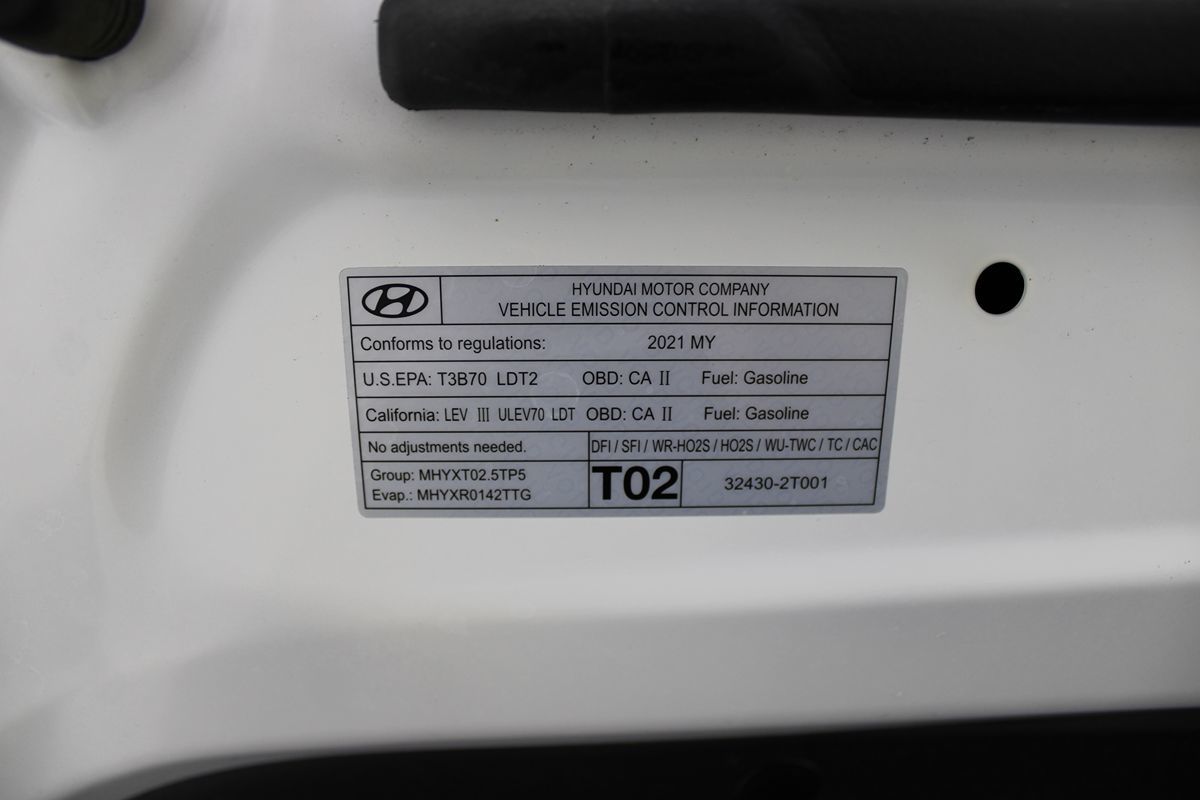 HYUNDAI MOTOR COMPANY
VEHICLE EMISSION CONTROL INFORMATION
Conforms to regulations: 2021 MY
U.S.EPA: T3B70 LDT2 OBD: CA II Fuel: Gasoline
California: LEV III ULEV70 LDT OBD: CA II Fuel: Gasoline
No adjustments needed. DFI / SFI / WR-HO2S / HO2S / WU-TWC / TC / CAC
Group: MHYXT02.5TP5
Evap.: MHYXR0142TTG
T02 32430-2T001